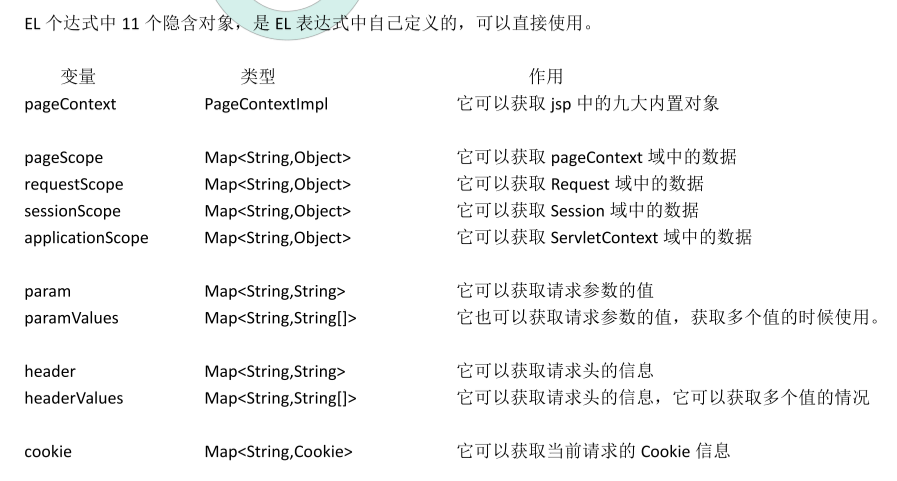 EL 个达式中 11 个隐含对象，是 EL 表达式中自己定义的，可以直接使用。
变量 类型 作用
pageContext PageContextImpl 它可以获取 jsp 中的九大内置对象
pageScope Map<String,Object> 它可以获取 pageContext 域中的数据
requestScope Map<String,Object> 它可以获取 Request 域中的数据
sessionScope Map<String,Object> 它可以获取 Session 域中的数据
applicationScope Map<String,Object> 它可以获取 ServletContext 域中的数据
param Map<String,String> 它可以获取请求参数的值
paramValues Map<String,String[]> 它也可以获取请求参数的值，获取多个值的时候使用。
header Map<String,String> 它可以获取请求头的信息
headerValues Map<String,String[]> 它可以获取请求头的信息，它可以获取多个值的情况
cookie Map<String,Cookie> 它可以获取当前请求的 Cookie 信息